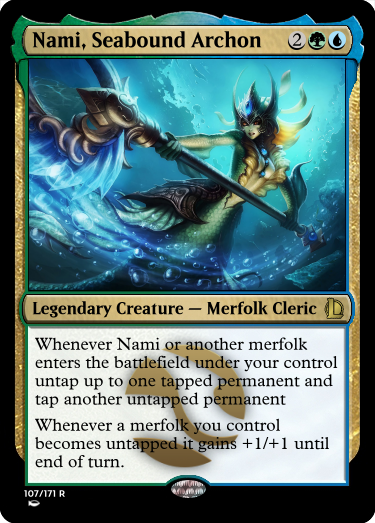 Nami, Seabound Archon 2
Legendary Creature — Merfolk Cleric
Whenever Nami or another merfolk
enters the battlefield under your control
untap up to one tapped permanent and
tap another untapped permanent
Whenever a merfolk you control
becomes untapped it gains +1/+1 until
end of turn.
107/171 R